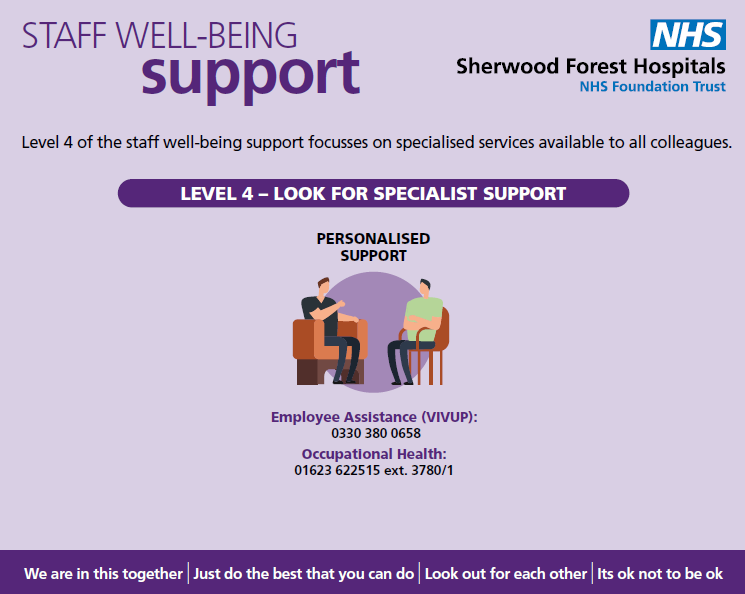 STAFF WELL-BEING
support
NHS
Sherwood Forest Hospitals
NHS Foundation Trust
Level 4 of the staff well-being support focusses on specialised services available to all colleagues.
LEVEL 4 – LOOK FOR SPECIALIST SUPPORT
PERSONALISED
SUPPORT
Employee Assistance (VIVUP):
0330 380 0658
Occupational Health:
01623 622515 ext. 3780/1
We are in this together | Just do the best that you can do | Look out for each other | Its ok not to be ok